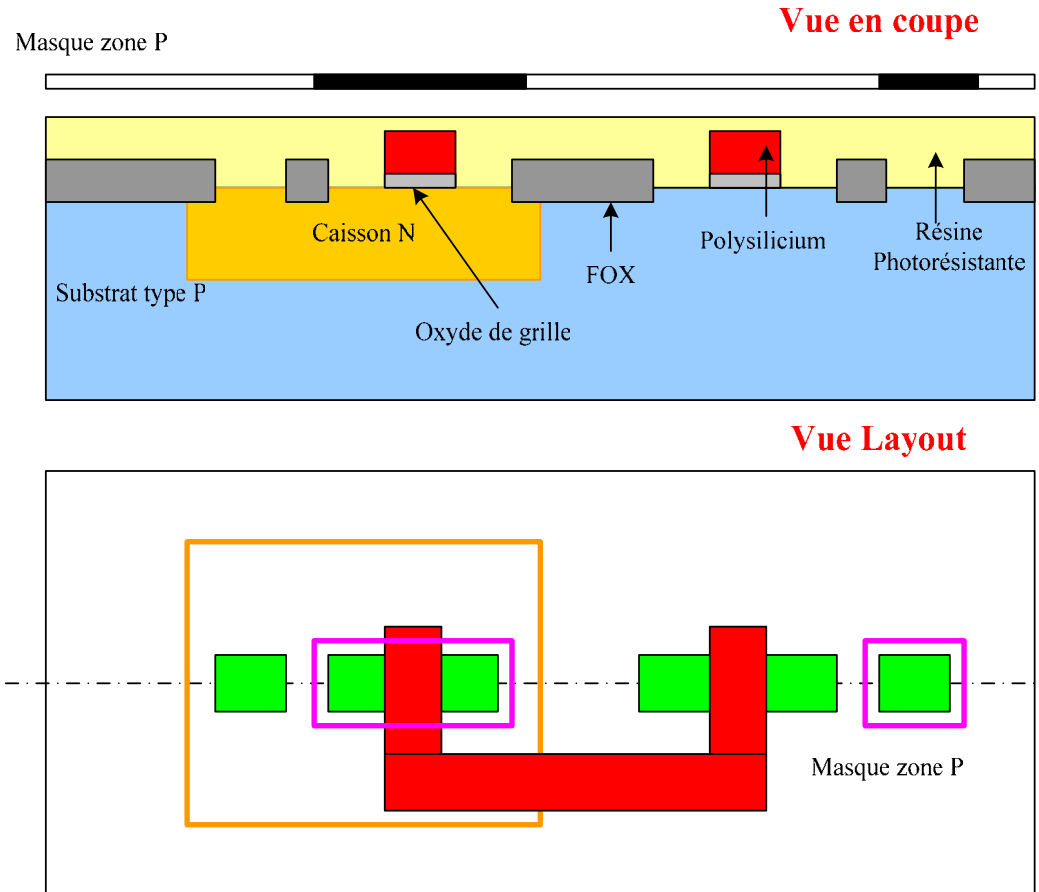 Vue en coupe
Masque zone P
Caisson N
Polysilicium
Résine
Photorésistante
FOX
Substrat type P
Oxyde de grille
Vue Layout
Masque zone P